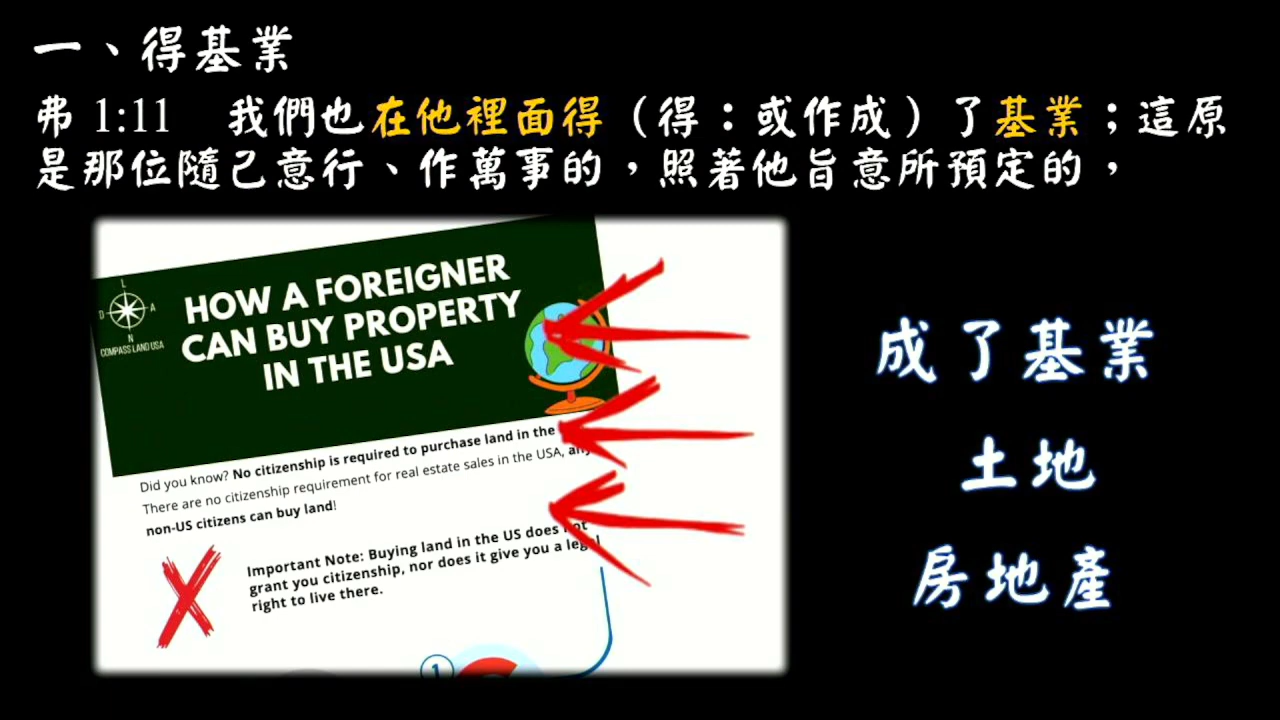 一、得基業
弗 1:11　我們也在他裡面得（得：或作成）了基業；這原
是那位隨己意行、作萬事的，照著他旨意所預定的，
L
D
A
N
COMPASS LAND USA
HOW A FOREIGNER
CAN BUY PROPERTY
IN THE USA
Did you know? No citizenship is required to purchase land in the
There are no citizenship requirement for real estate sales in the USA, any
non-US citizens can buy land!
Important Note: Buying land in the US does not
grant you citizenship, nor does it give you a legal
right to live there.
1
成了基業
土地
房地產